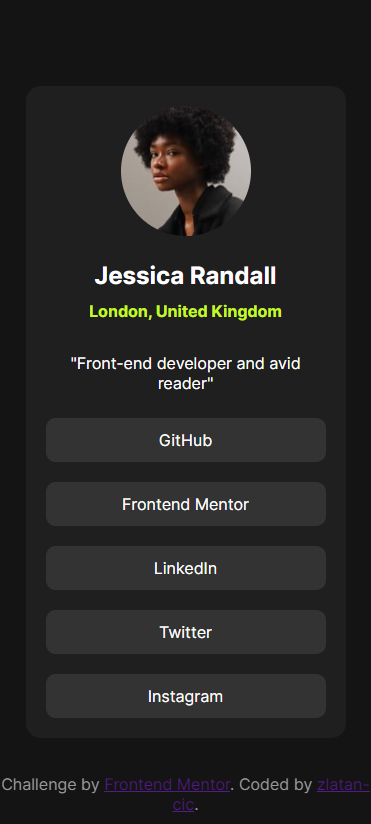 Jessica Randall
London, United Kingdom
"Front-end developer and avid
reader"
GitHub
Frontend Mentor
LinkedIn
Twitter
Instagram
Challenge by Frontend Mentor. Coded by zlatan-
cic.